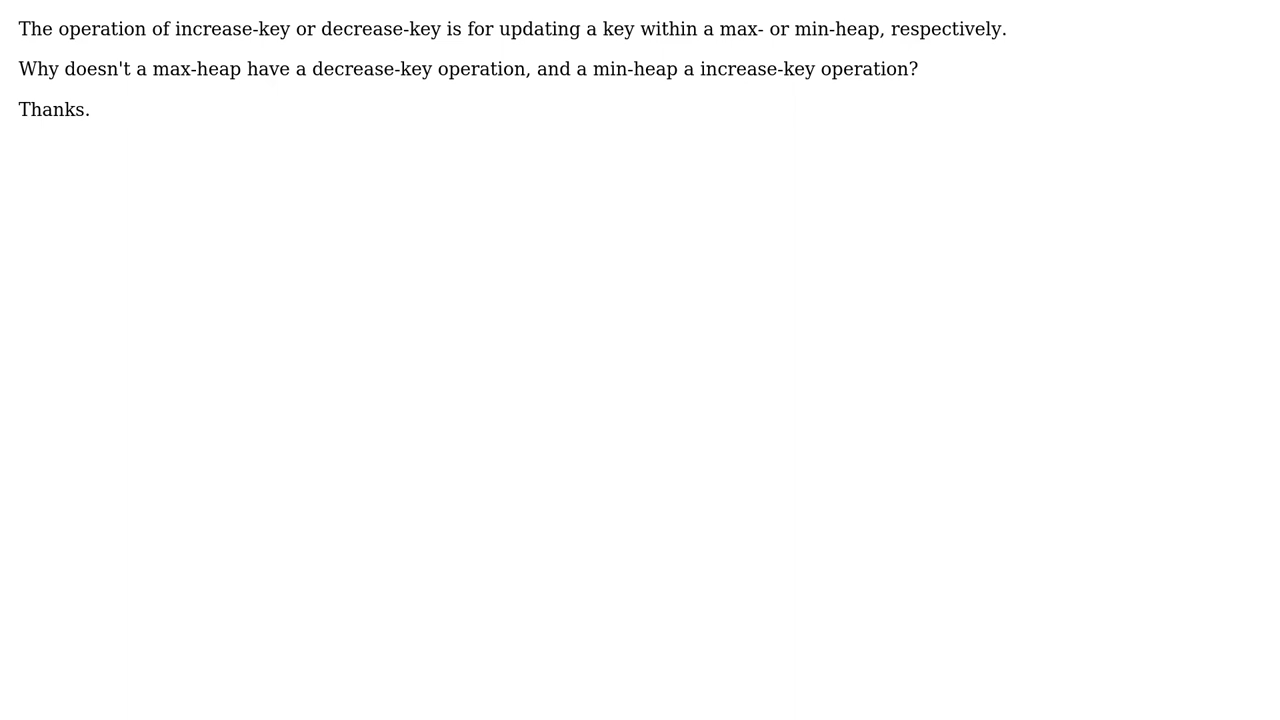 The operation of increase-key or decrease-key is for updating a key within a max- or min-heap, respectively.
Why doesn't a max-heap have a decrease-key operation, and a min-heap a increase-key operation?
Thanks.